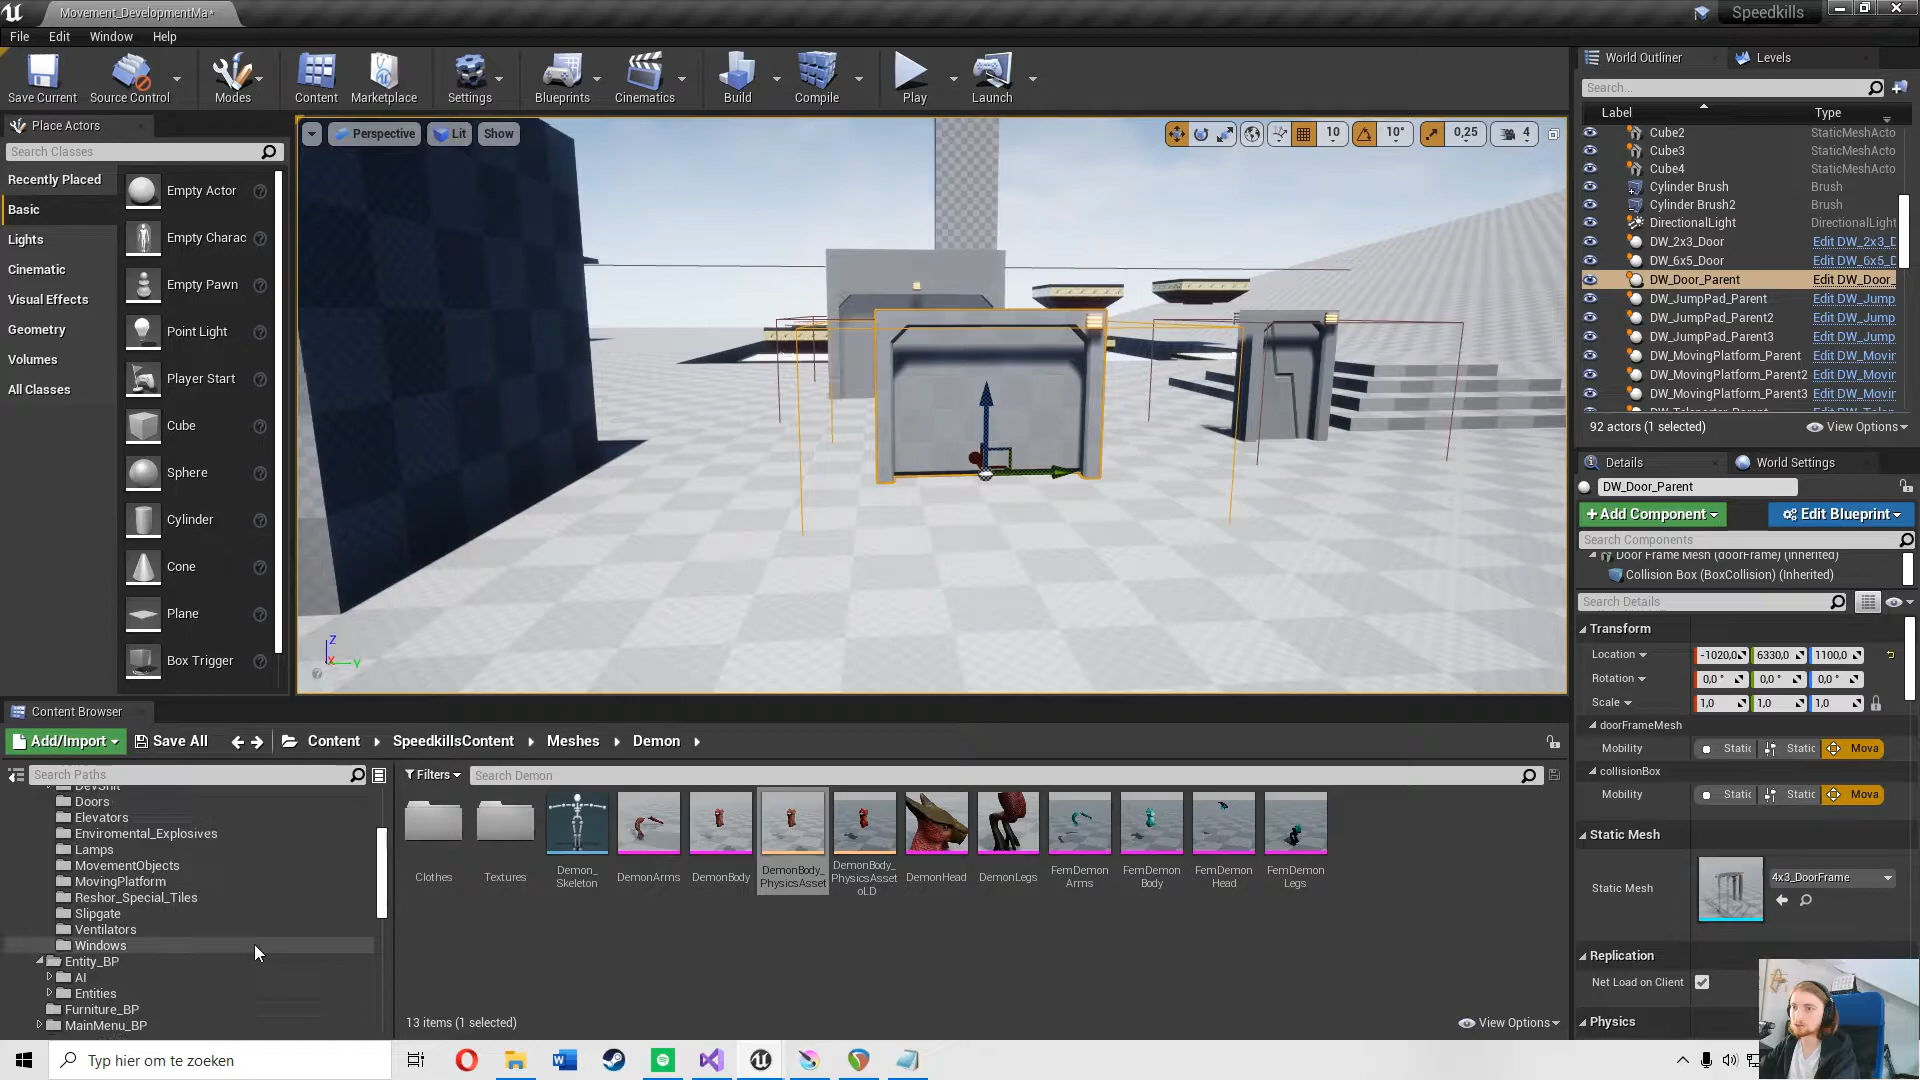 Movement_DevelopmentMa*
Speedkills
File Edit Window Help
Save Current
Source Control
Modes
Content
Marketplace
Settings
Blueprints
Cinematics
Build
Compile
Play
Launch
Place Actors
Search Classes
Recently Placed
Basic
Lights
Cinematic
Visual Effects
Geometry
Volumes
All Classes
Empty Actor
Empty Charac
Empty Pawn
Point Light
Player Start
Cube
Sphere
Cylinder
Cone
Plane
Box Trigger
Perspective Lit Show
10 10° 0,25 4
Z
X Y
World Outliner Levels
Search...
Label Type
Cube2 StaticMeshActo
Cube3 StaticMeshActo
Cube4 StaticMeshActo
Cylinder Brush Brush
Cylinder Brush2 Brush
DirectionalLight DirectionalLight
DW_2x3_Door Edit DW_2x3_D
DW_6x5_Door Edit DW_6x5_D
DW_Door_Parent Edit DW_Door_
DW_JumpPad_Parent Edit DW_Jump
DW_JumpPad_Parent2 Edit DW_Jump
DW_JumpPad_Parent3 Edit DW_Jump
DW_MovingPlatform_Parent Edit DW_Movir
DW_MovingPlatform_Parent2 Edit DW_Movir
DW_MovingPlatform_Parent3 Edit DW_Movir
92 actors (1 selected) View Options
Details World Settings
DW_Door_Parent
+Add Component Edit Blueprint
Search Components
Door Frame Mesh (doorFrame) (Inherited)
Collision Box (BoxCollision) (Inherited)
Search Details
Transform
Location -1020,0 6330,0 1100,0
Rotation 0,0 ° 0,0 ° 0,0 °
Scale 1,0 1,0 1,0
doorFrameMesh
Mobility Static Static Mova
collisionBox
Mobility Static Static Mova
Static Mesh
Static Mesh 4x3_DoorFrame
Replication
Net Load on Client
Physics
Content Browser
Add/Import Save All Content SpeedkillsContent Meshes Demon
Search Paths
DevShit
Doors
Elevators
Enviromental_Explosives
Lamps
MovementObjects
MovingPlatform
Reshor_Special_Tiles
Slipgate
Ventilators
Windows
Entity_BP
AI
Entities
Furniture_BP
MainMenu_BP
Filters Search Demon
Clothes
Textures
Demon_
Skeleton
DemonArms
DemonBody
DemonBody_
PhysicsAsset
DemonBody_
PhysicsAsset
oLD
DemonHead
DemonLegs
FemDemon
Arms
FemDemon
Body
FemDemon
Head
FemDemon
Legs
13 items (1 selected) View Options
Typ hier om te zoeken